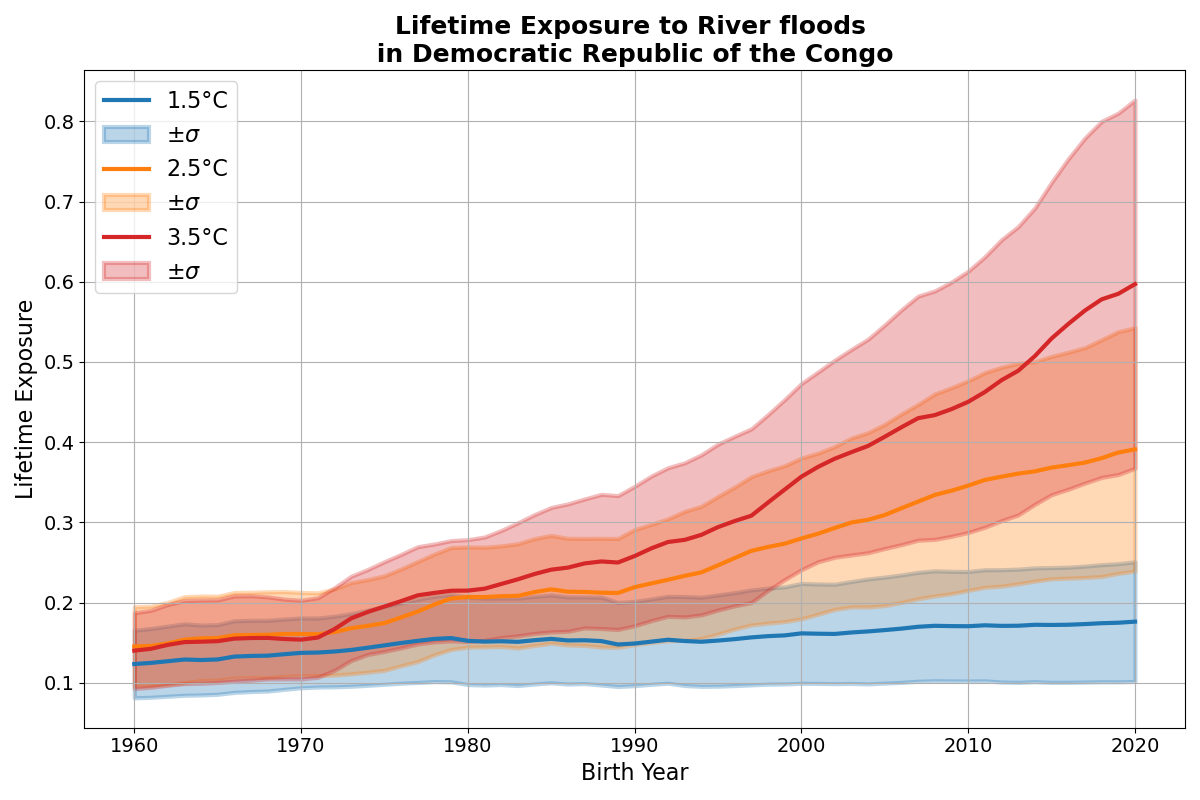 Lifetime Exposure to River floods
in Democratic Republic of the Congo
1.5°C
±σ
2.5°C
±σ
3.5°C
±σ
Lifetime Exposure
0.8
0.7
0.6
0.5
0.4
0.3
0.2
0.1
1960 1970 1980 1990 2000 2010 2020
Birth Year